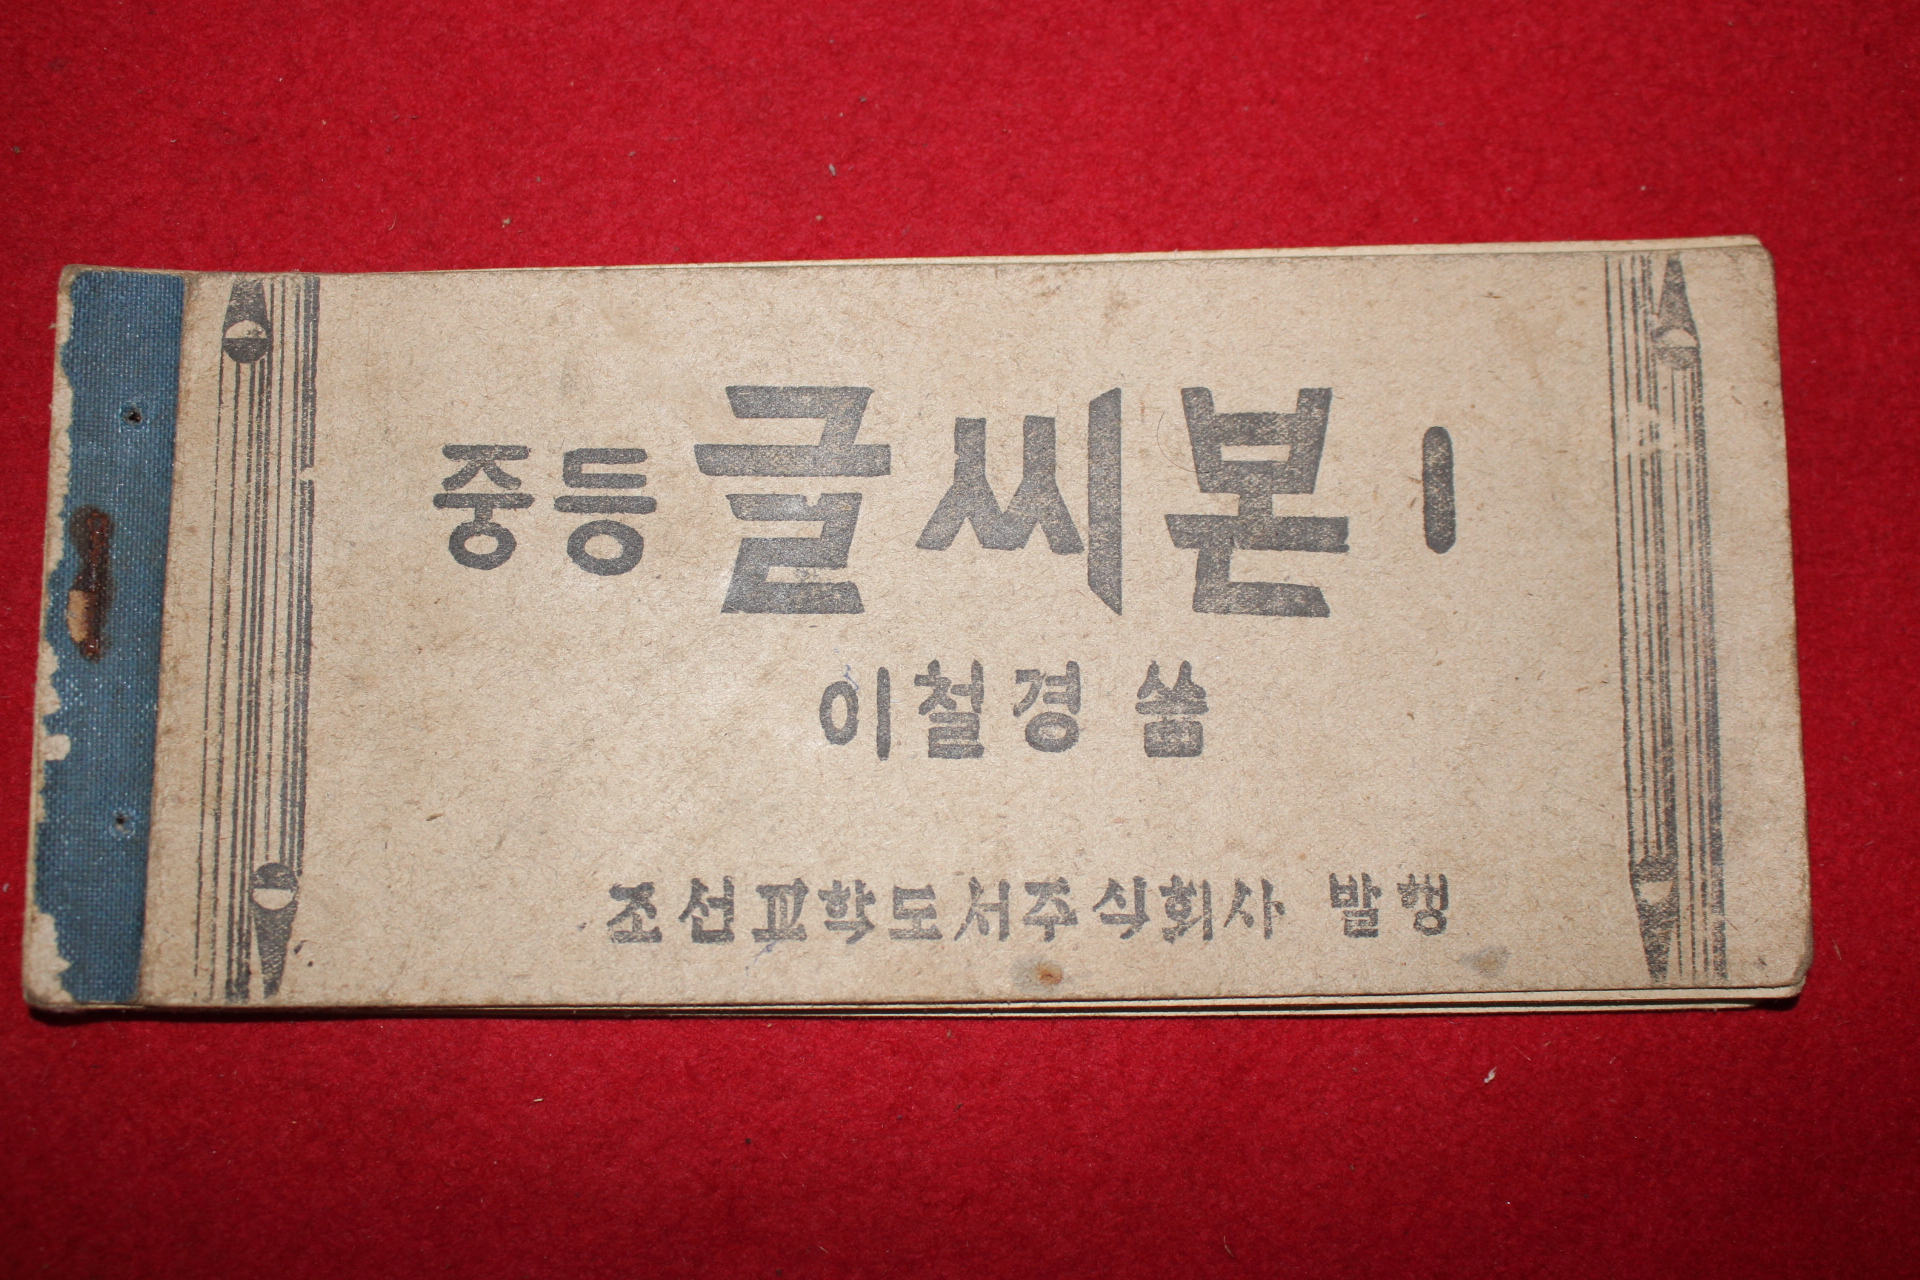 중등 글씨본 1
이철경 씀
조선교학도서주식회사 발행